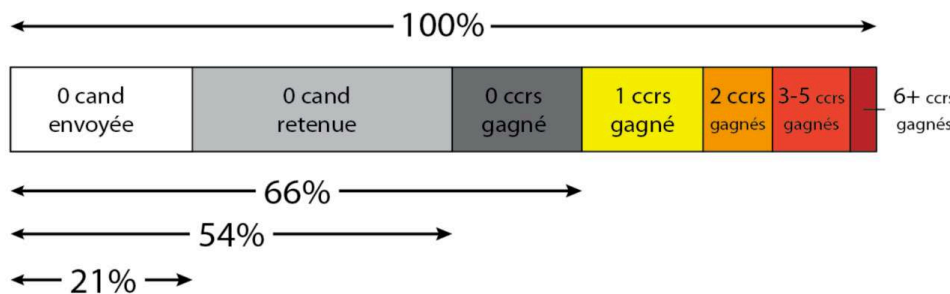 100%
0 cand
envoyée
0 cand
retenue
0 ccrs
gagné
1 ccrs
gagné
2 ccrs
gagnés
3-5 ccrs
gagnés
6+ ccrs
gagnés
66%
54%
21%